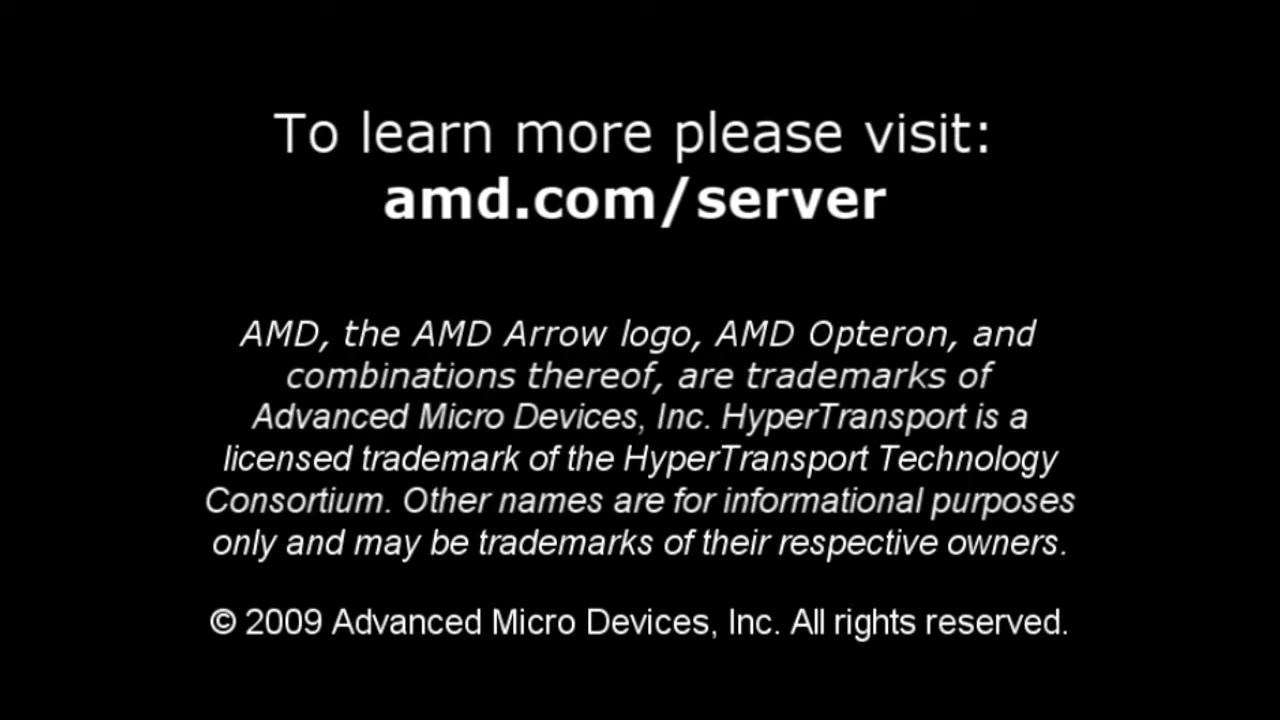 To learn more please visit:
amd.com/server
AMD, the AMD Arrow logo, AMD Opteron, and
combinations thereof, are trademarks of
Advanced Micro Devices, Inc. HyperTransport is a
licensed trademark of the HyperTransport Technology
Consortium. Other names are for informational purposes
only and may be trademarks of their respective owners.
© 2009 Advanced Micro Devices, Inc. All rights reserved.